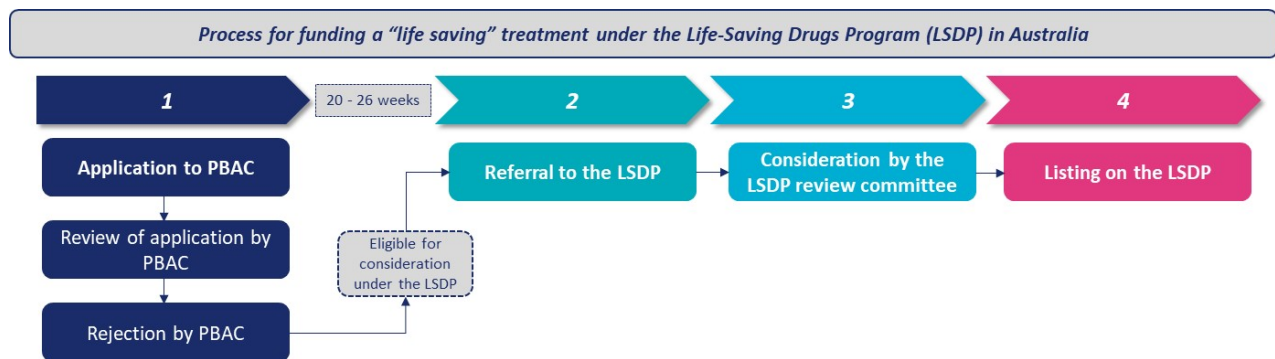 Process for funding a “life saving” treatment under the Life-Saving Drugs Program (LSDP) in Australia
1
20 - 26 weeks
2
3
4
Application to PBAC
Review of application by
PBAC
Rejection by PBAC
Eligible for
consideration
under the LSDP
Referral to the LSDP
Consideration by the
LSDP review committee
Listing on the LSDP